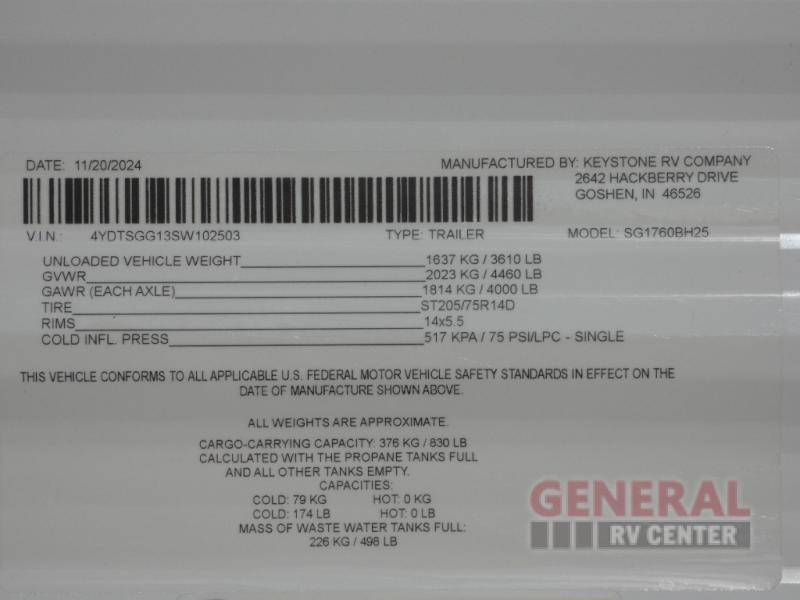 DATE: 11/20/2024
MANUFACTURED BY: KEYSTONE RV COMPANY
2642 HACKBERRY DRIVE
GOSHEN, IN 46526
V.I.N.: 4YDTSGG13SW102503 TYPE: TRAILER MODEL: SG1760BH25
UNLOADED VEHICLE WEIGHT 1637 KG / 3610 LB
GVWR 2023 KG / 4460 LB
GAWR (EACH AXLE) 1814 KG / 4000 LB
TIRE ST205/75R14D
RIMS 14x5.5
COLD INFL. PRESS 517 KPA / 75 PSI/LPC - SINGLE
THIS VEHICLE CONFORMS TO ALL APPLICABLE U.S. FEDERAL MOTOR VEHICLE SAFETY STANDARDS IN EFFECT ON THE
DATE OF MANUFACTURE SHOWN ABOVE.
ALL WEIGHTS ARE APPROXIMATE.
CARGO-CARRYING CAPACITY: 376 KG / 830 LB
CALCULATED WITH THE PROPANE TANKS FULL
AND ALL OTHER TANKS EMPTY.
CAPACITIES:
COLD: 79 KG HOT: 0 KG
COLD: 174 LB HOT: 0 LB
MASS OF WASTE WATER TANKS FULL:
226 KG / 498 LB
GENERAL
RV CENTER